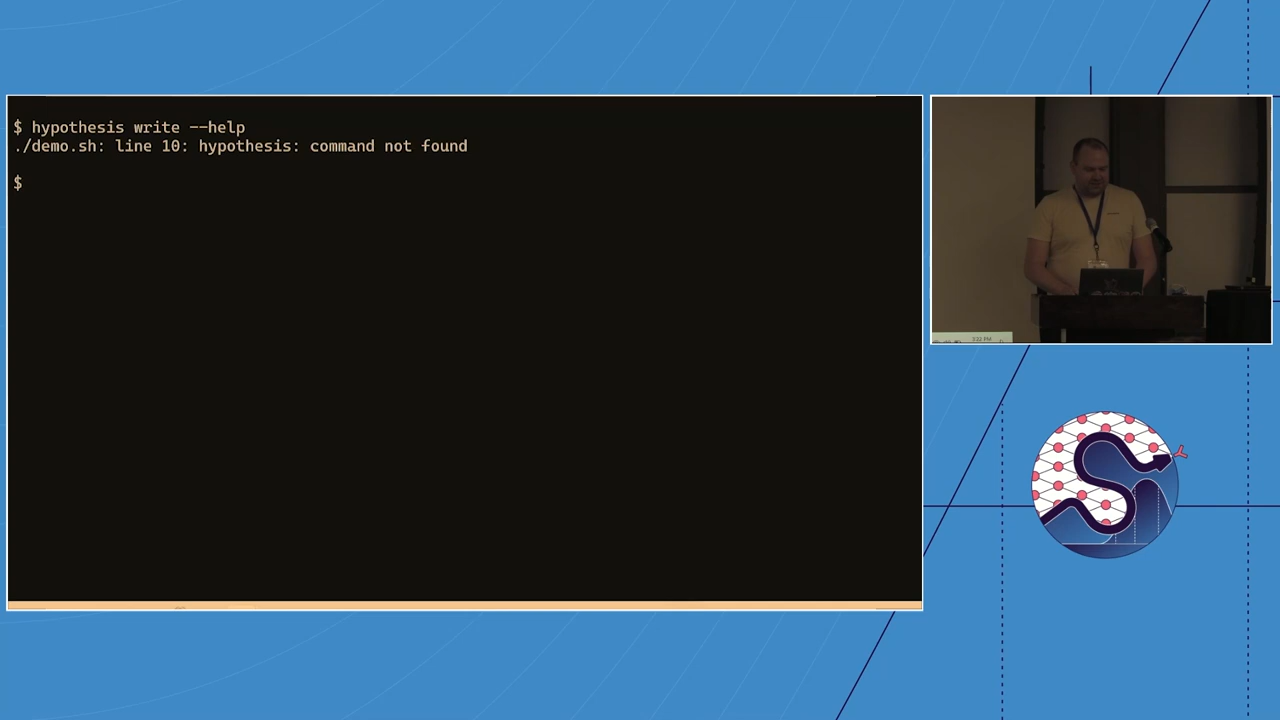 $ hypothesis write --help
./demo.sh: line 10: hypothesis: command not found
$